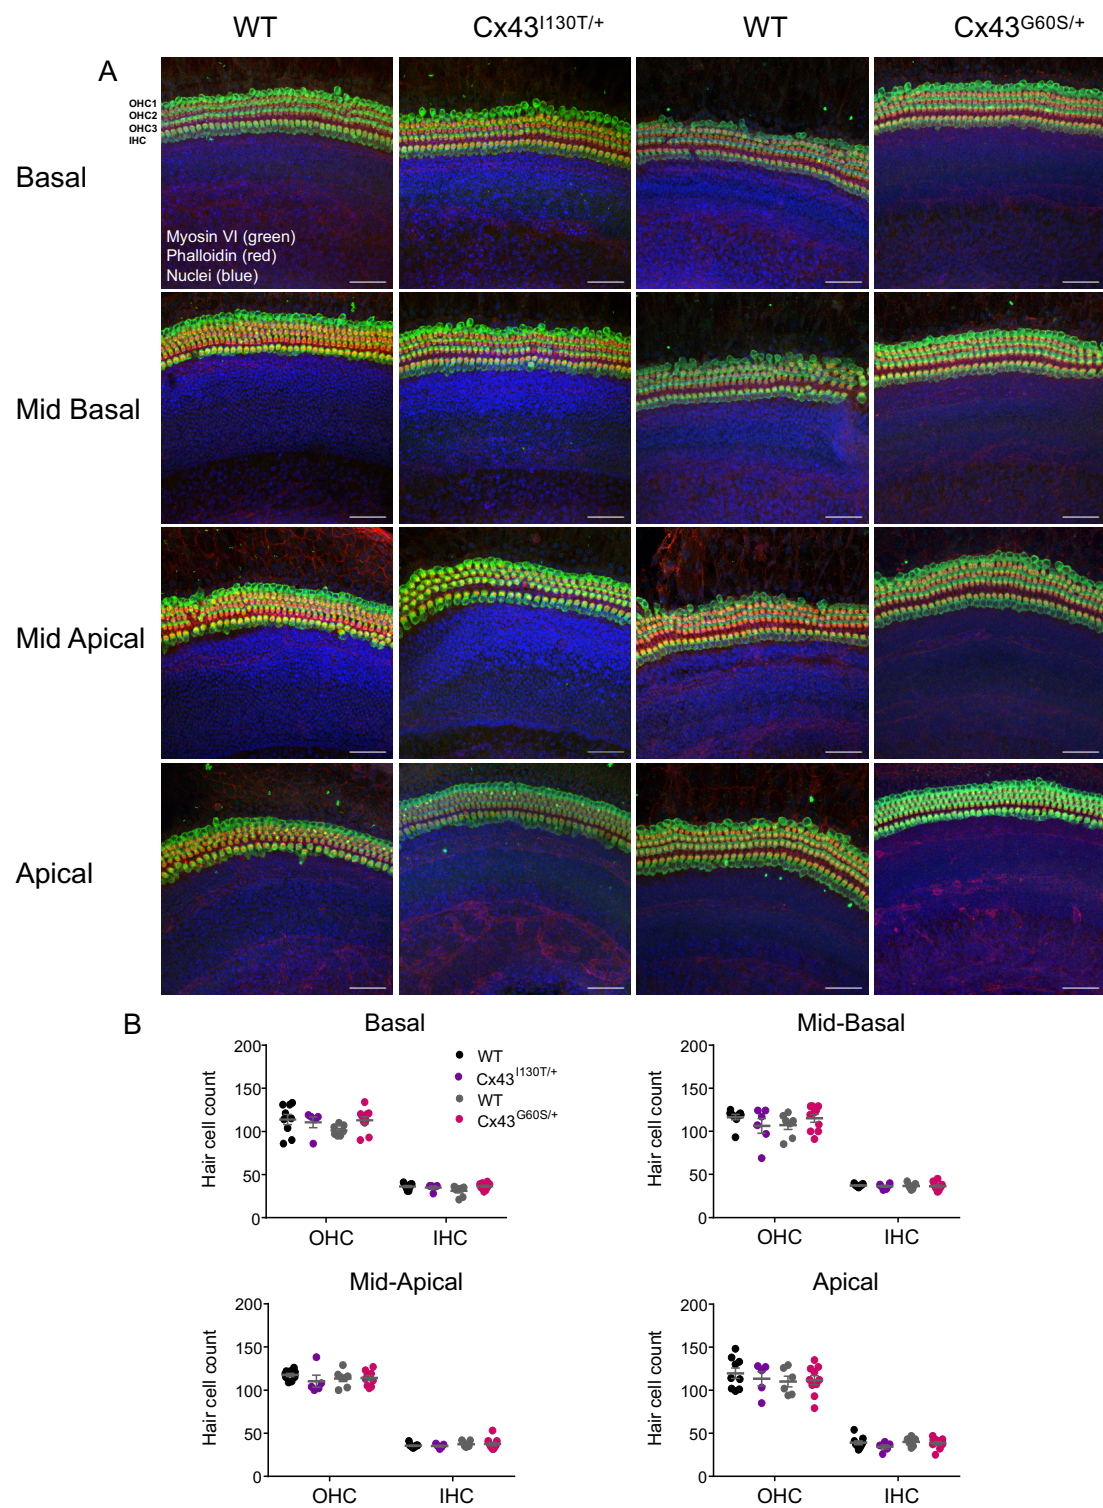 WT Cx43I130T/+ WT Cx43G60S/+
A
OHC1
OHC2
OHC3
IHC
Basal
Myosin VI (green)
Phalloidin (red)
Nuclei (blue)
Mid Basal
Mid Apical
Apical
B
Basal
Hair cell count
200
150
100
50
0
OHC IHC
WT
Cx43I130T/+
WT
Cx43G60S/+
Mid-Basal
Hair cell count
200
150
100
50
0
OHC IHC
Mid-Apical
Hair cell count
200
150
100
50
0
OHC IHC
Apical
Hair cell count
200
150
100
50
0
OHC IHC